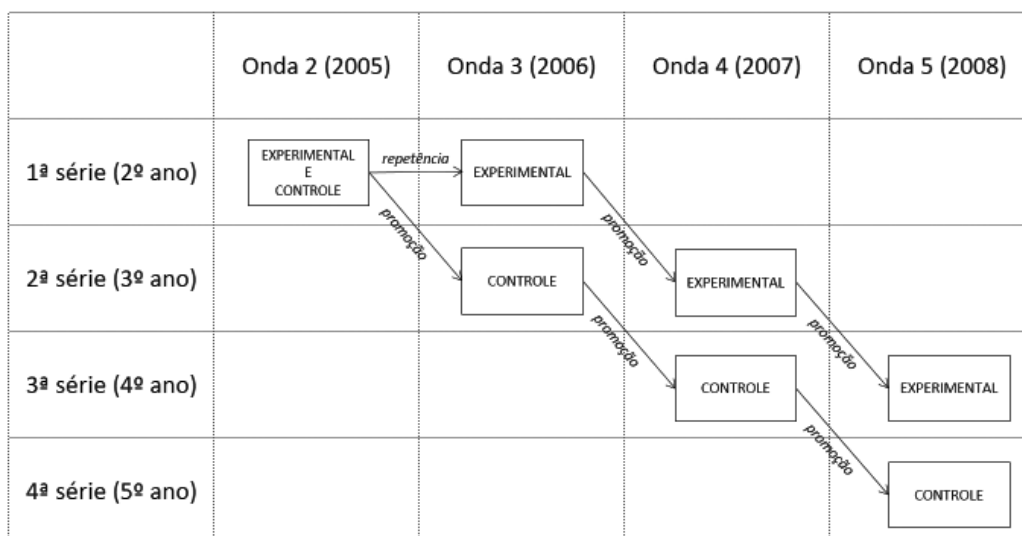 Onda 2 (2005) Onda 3 (2006) Onda 4 (2007) Onda 5 (2008)
1ª série (2º ano)
EXPERIMENTAL
E
CONTROLE
repetência
EXPERIMENTAL
promoção
promoção
2ª série (3º ano)
CONTROLE
EXPERIMENTAL
promoção
promoção
3ª série (4º ano)
CONTROLE
EXPERIMENTAL
promoção
4ª série (5º ano)
CONTROLE